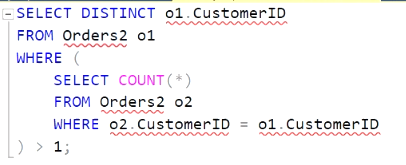 SELECT DISTINCT o1.CustomerID
FROM Orders2 o1
WHERE (
    SELECT COUNT(*)
    FROM Orders2 o2
    WHERE o2.CustomerID = o1.CustomerID
) > 1;